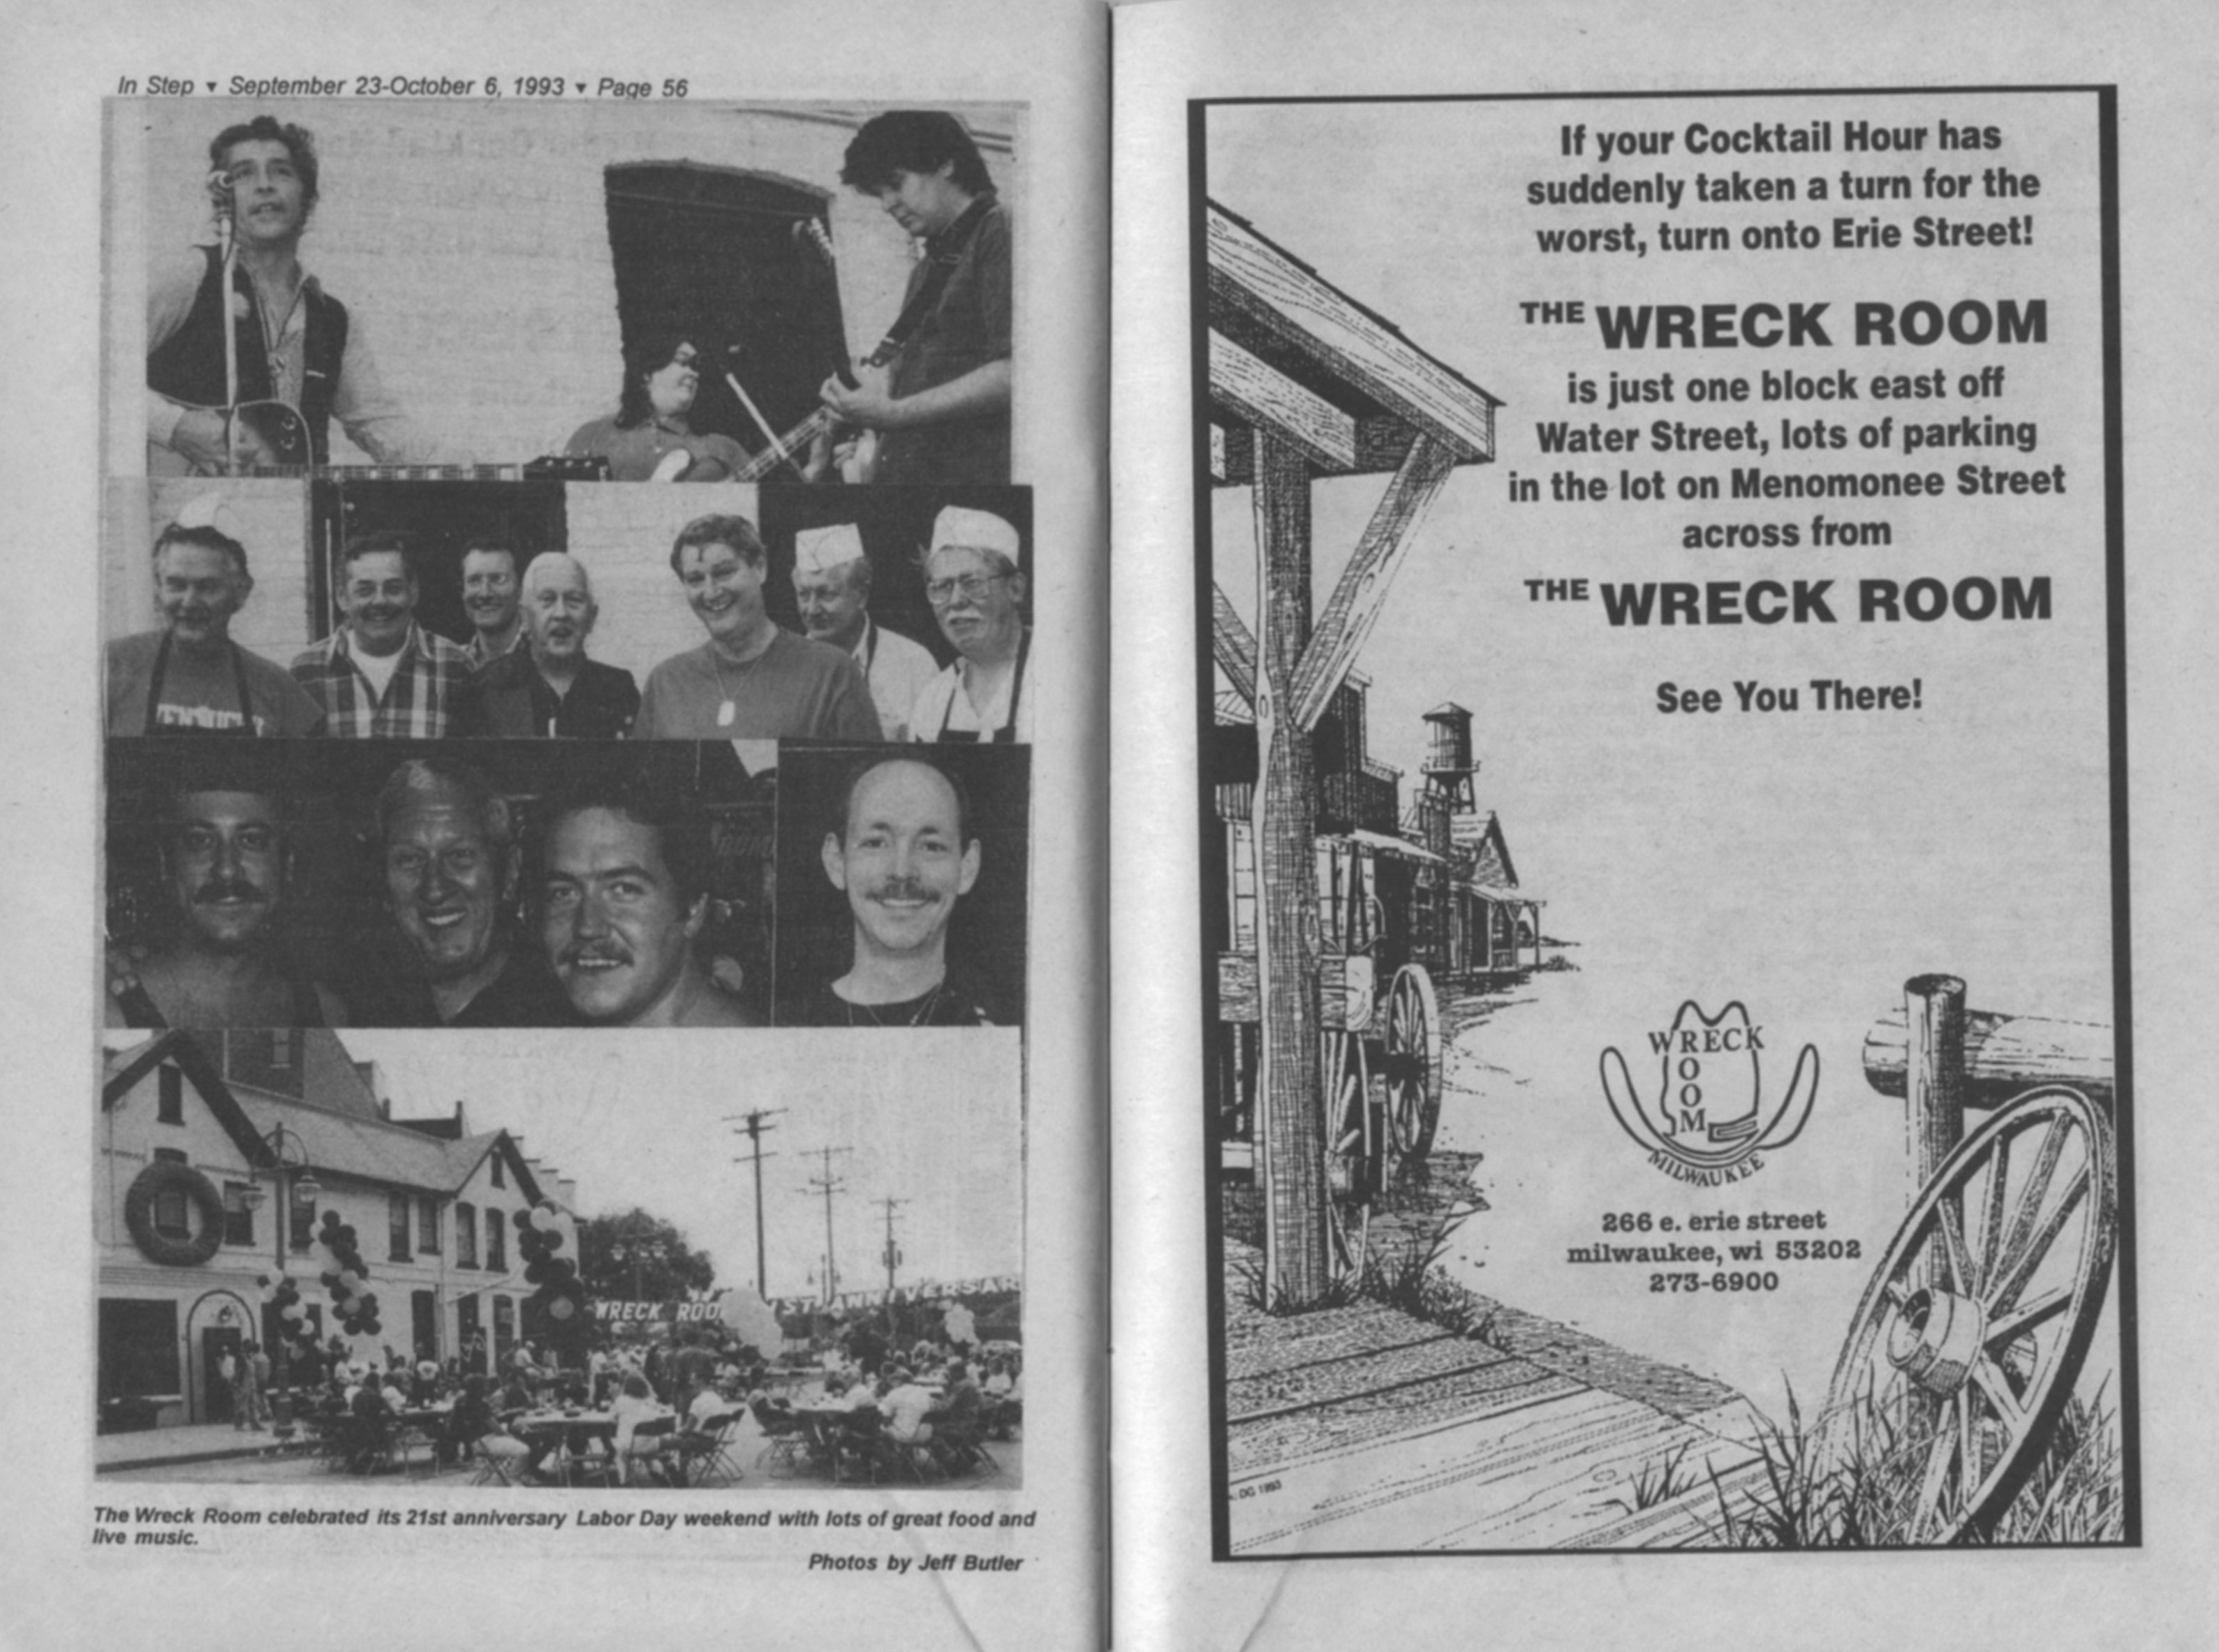 In Step ▼ September 23-October 6, 1993 ▼ Page 56
WRECK ROO
ST ANNIVERSAR
The Wreck Room celebrated its 21st anniversary Labor Day weekend with lots of great food and
live music.
Photos by Jeff Butler
If your Cocktail Hour has
suddenly taken a turn for the
worst, turn onto Erie Street!
THE WRECK ROOM
is just one block east off
Water Street, lots of parking
in the lot on Menomonee Street
across from
THE WRECK ROOM
See You There!
WRECK
ROOM
MILWAUKEE
266 e. erie street
milwaukee, wi 53202
273-6900
DG 1993